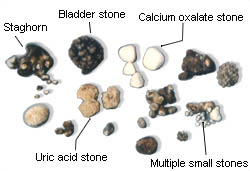 Bladder stone
Calcium oxalate stone
Staghorn
Uric acid stone
Multiple small stones